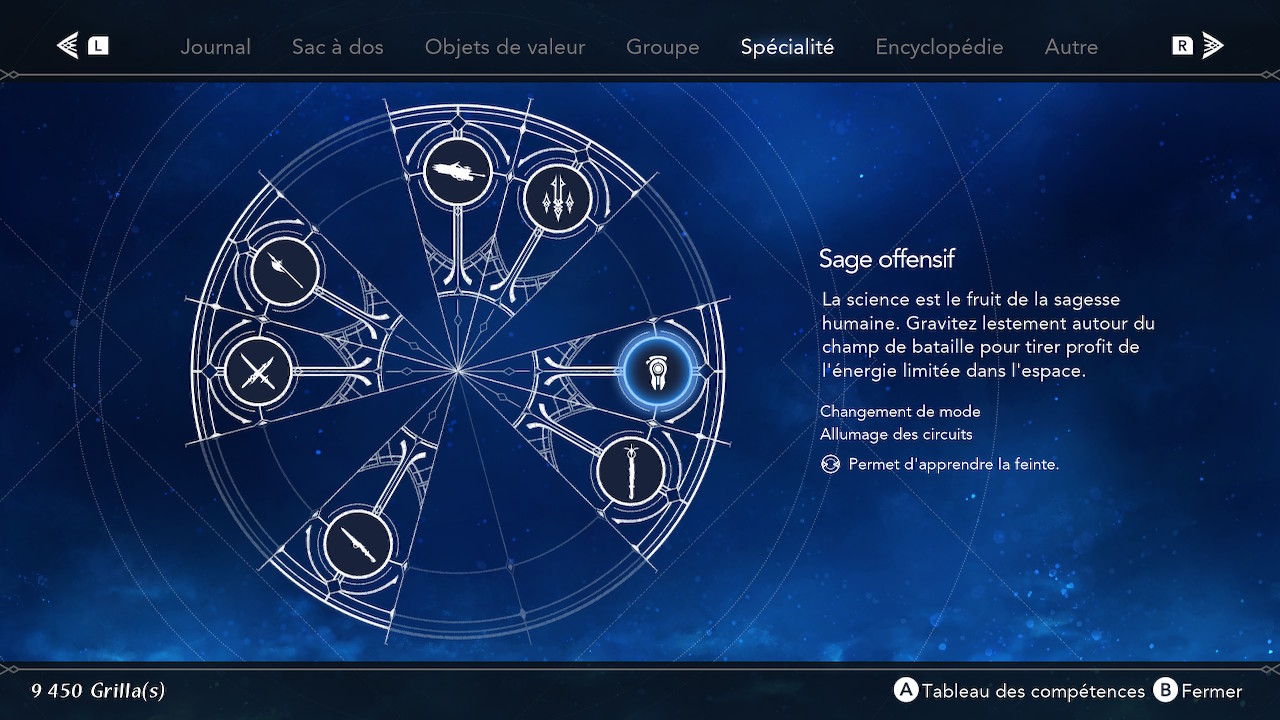 L Journal Sac à dos Objets de valeur Groupe Spécialité Encyclopédie Autre R
Sage offensif
La science est le fruit de la sagesse
humaine. Gravitez lestement autour du
champ de bataille pour tirer profit de
l'énergie limitée dans l'espace.
Changement de mode
Allumage des circuits
Permet d'apprendre la feinte.
9 450 Grilla(s)
A Tableau des compétences B Fermer